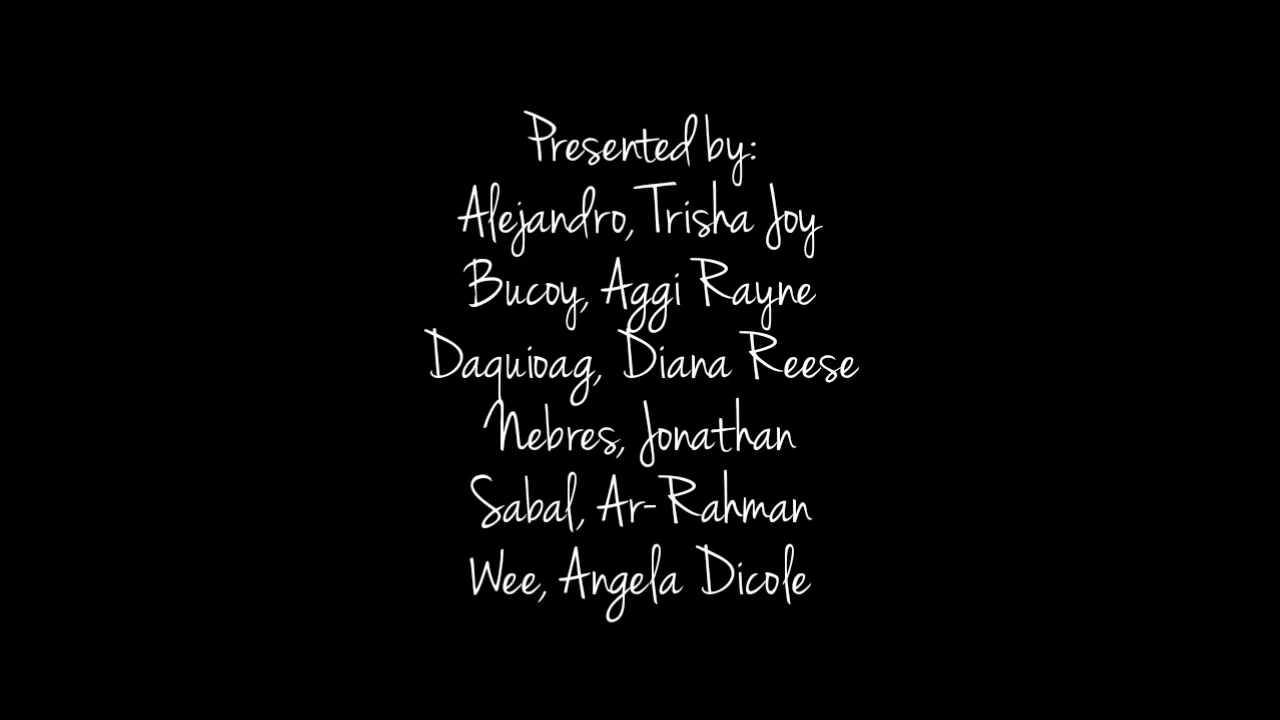 Presented by:
Alejandro, Trisha Joy
Bucoy, Aggi Rayne
Daquioag, Diana Reese
Nebres, Jonathan
Sabal, Ar-Rahman
Wee, Angela Dicole